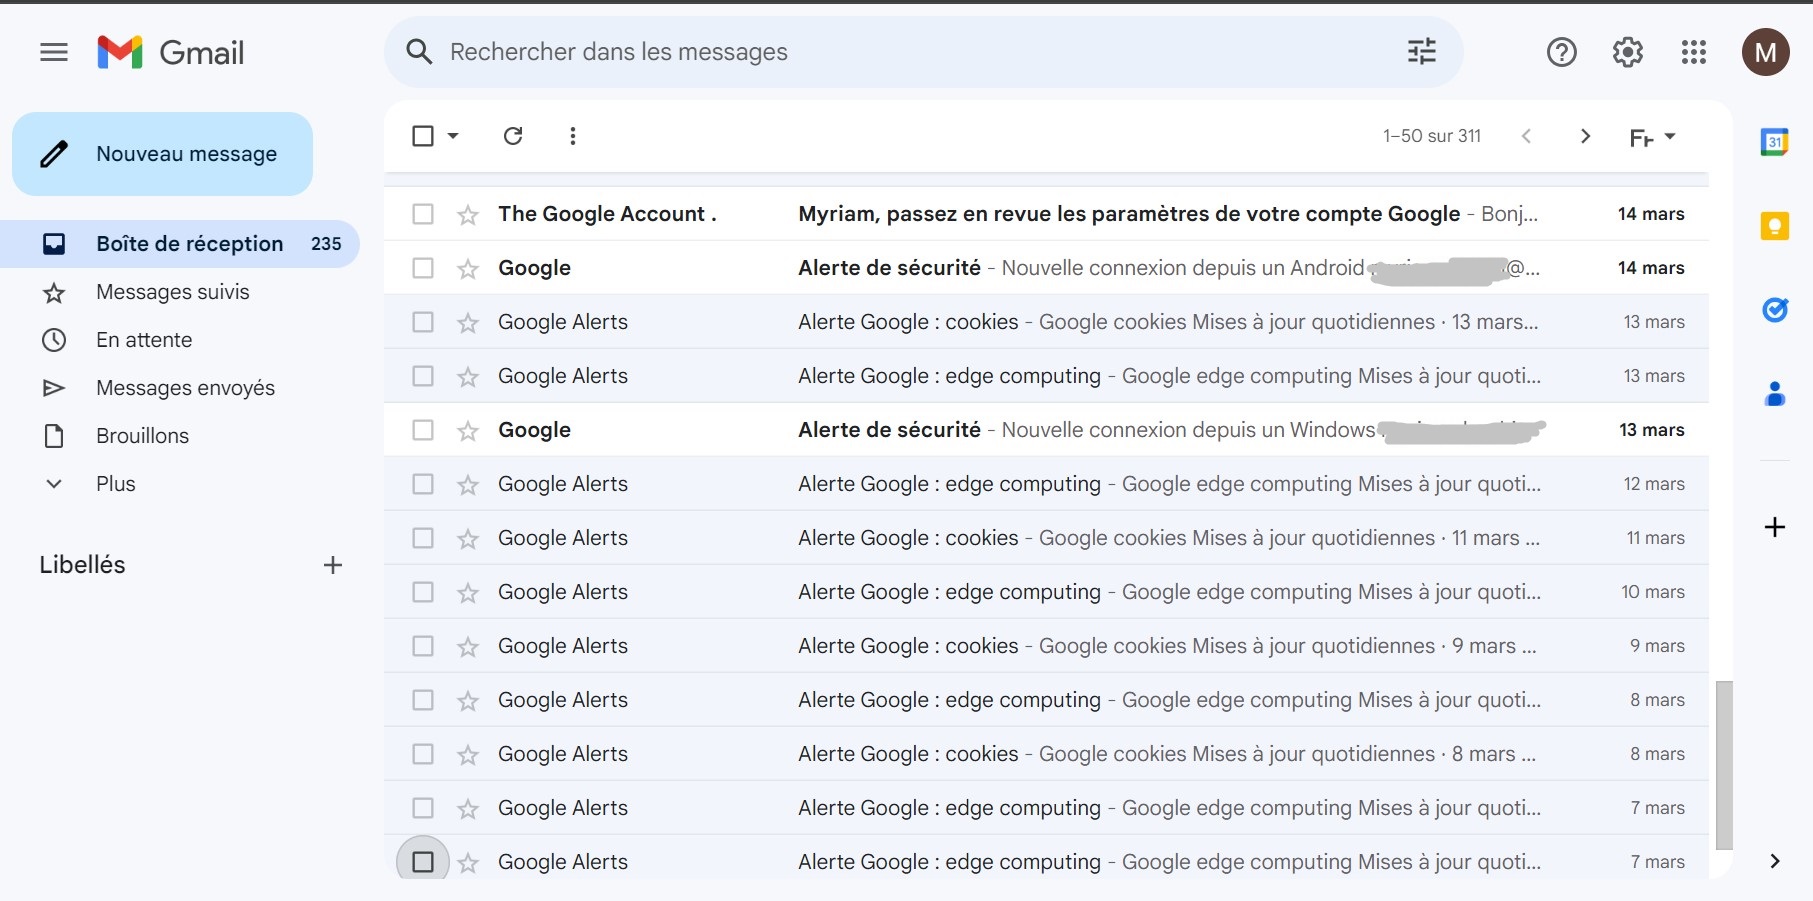 Gmail
Rechercher dans les messages
M
Nouveau message
1–50 sur 311
Fr
31
Boîte de réception 235
Messages suivis
En attente
Messages envoyés
Brouillons
Plus
Libellés
The Google Account . Myriam, passez en revue les paramètres de votre compte Google - Bonj... 14 mars
Google Alerte de sécurité - Nouvelle connexion depuis un Android @... 14 mars
Google Alerts Alerte Google : cookies - Google cookies Mises à jour quotidiennes · 13 mars... 13 mars
Google Alerts Alerte Google : edge computing - Google edge computing Mises à jour quoti... 13 mars
Google Alerte de sécurité - Nouvelle connexion depuis un Windows 13 mars
Google Alerts Alerte Google : edge computing - Google edge computing Mises à jour quoti... 12 mars
Google Alerts Alerte Google : cookies - Google cookies Mises à jour quotidiennes · 11 mars ... 11 mars
Google Alerts Alerte Google : edge computing - Google edge computing Mises à jour quoti... 10 mars
Google Alerts Alerte Google : cookies - Google cookies Mises à jour quotidiennes · 9 mars ... 9 mars
Google Alerts Alerte Google : edge computing - Google edge computing Mises à jour quoti... 8 mars
Google Alerts Alerte Google : cookies - Google cookies Mises à jour quotidiennes · 8 mars ... 8 mars
Google Alerts Alerte Google : edge computing - Google edge computing Mises à jour quoti... 7 mars
Google Alerts Alerte Google : edge computing - Google edge computing Mises à jour quoti... 7 mars